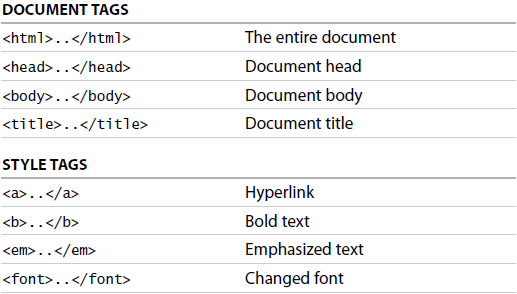 DOCUMENT TAGS
<html>..</html> The entire document
<head>..</head> Document head
<body>..</body> Document body
<title>..</title> Document title
STYLE TAGS
<a>..</a> Hyperlink
<b>..</b> Bold text
<em>..</em> Emphasized text
<font>..</font> Changed font